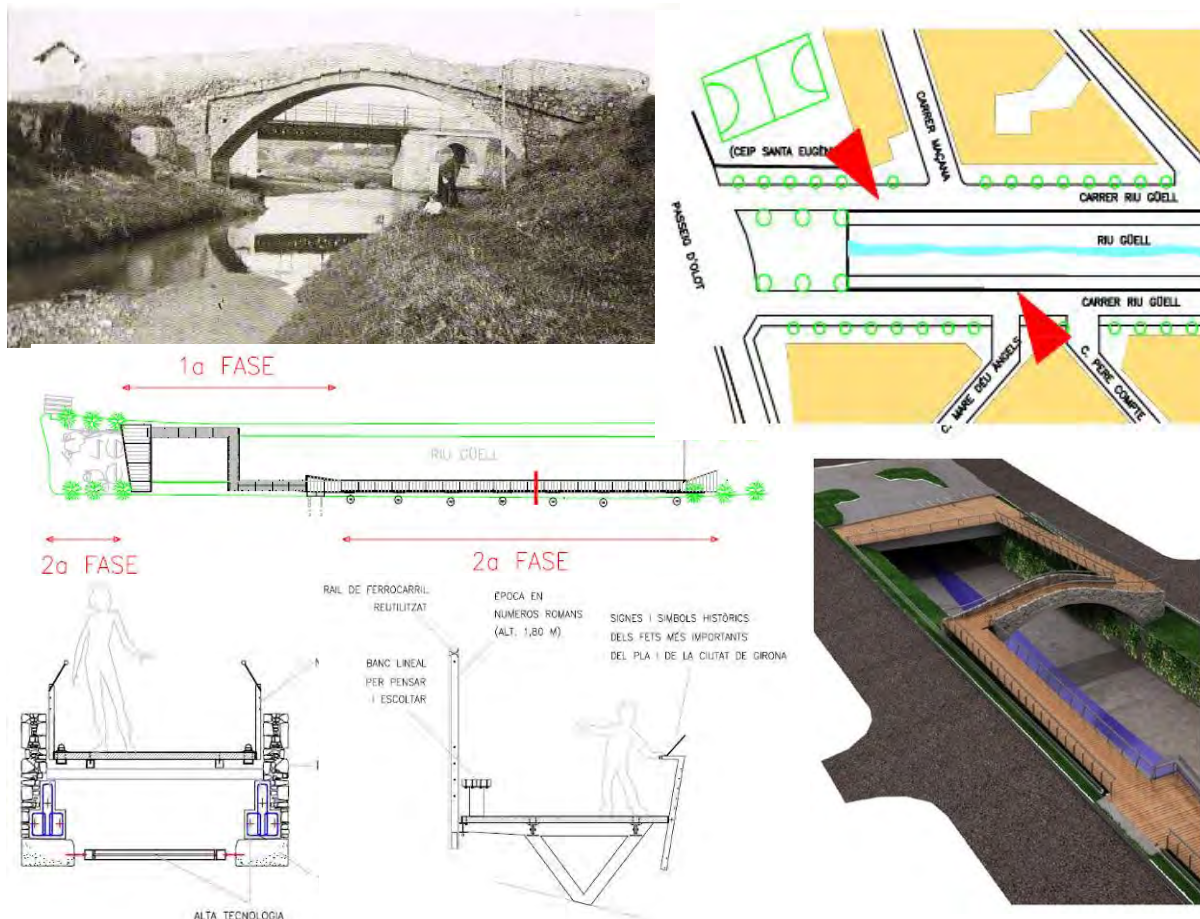 (CEIP SANTA EUGÈN
CARRER MAÇANA
CARRER RIU GÜELL
PASSEIG D'OLOT
RIU GÜELL
CARRER RIU GÜELL
C. MARE DÉU ÀNGELS
C. PERE COMPTE
1a FASE
RIU GÜELL
2a FASE
2a FASE
RAIL DE FERROCARRIL
REUTILITZAT
ÈPOCA EN
NUMEROS ROMANS
(ALT. 1,80 M)
SIGNES I SIMBOLS HISTÒRICS
DELS FETS MÉS IMPORTANTS
DEL PLA I DE LA CIUTAT DE GIRONA
BANC LINEAL
PER PENSAR
I ESCOLTAR
ALTA TECNOLOGIA